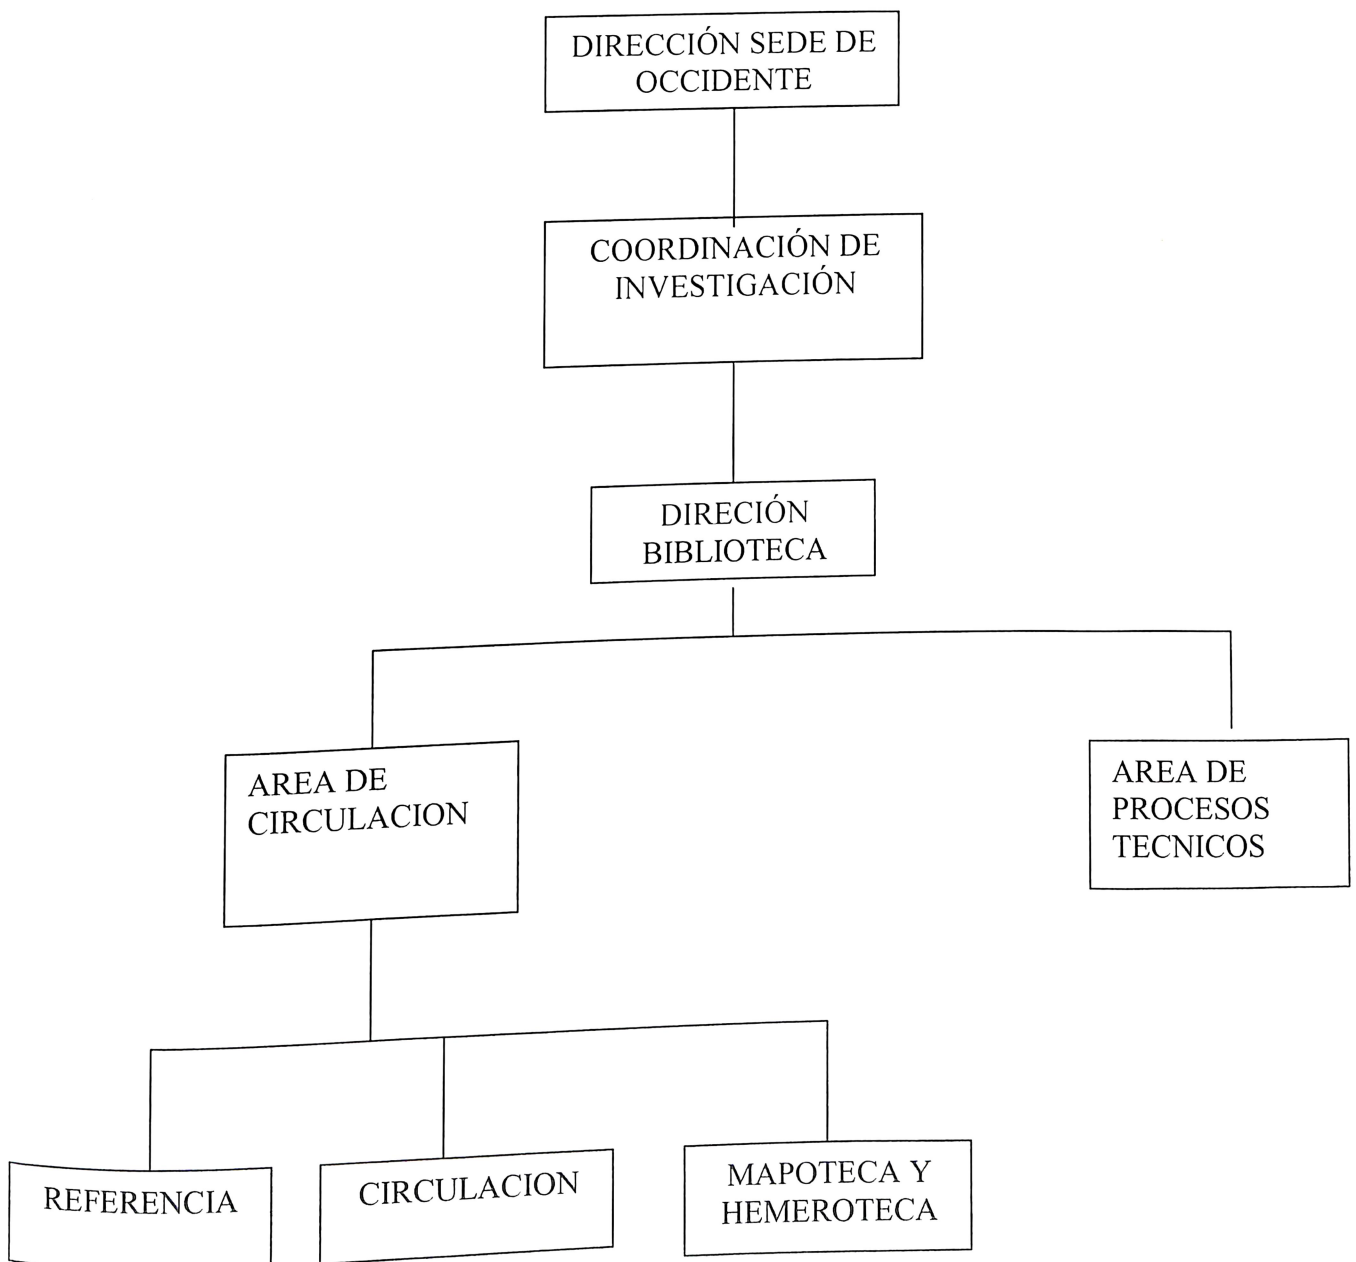 DIRECCIÓN SEDE DE
OCCIDENTE
COORDINACIÓN DE
INVESTIGACIÓN
DIRECIÓN
BIBLIOTECA
AREA DE
CIRCULACION
AREA DE
PROCESOS
TECNICOS
REFERENCIA
CIRCULACION
MAPOTECA Y
HEMEROTECA